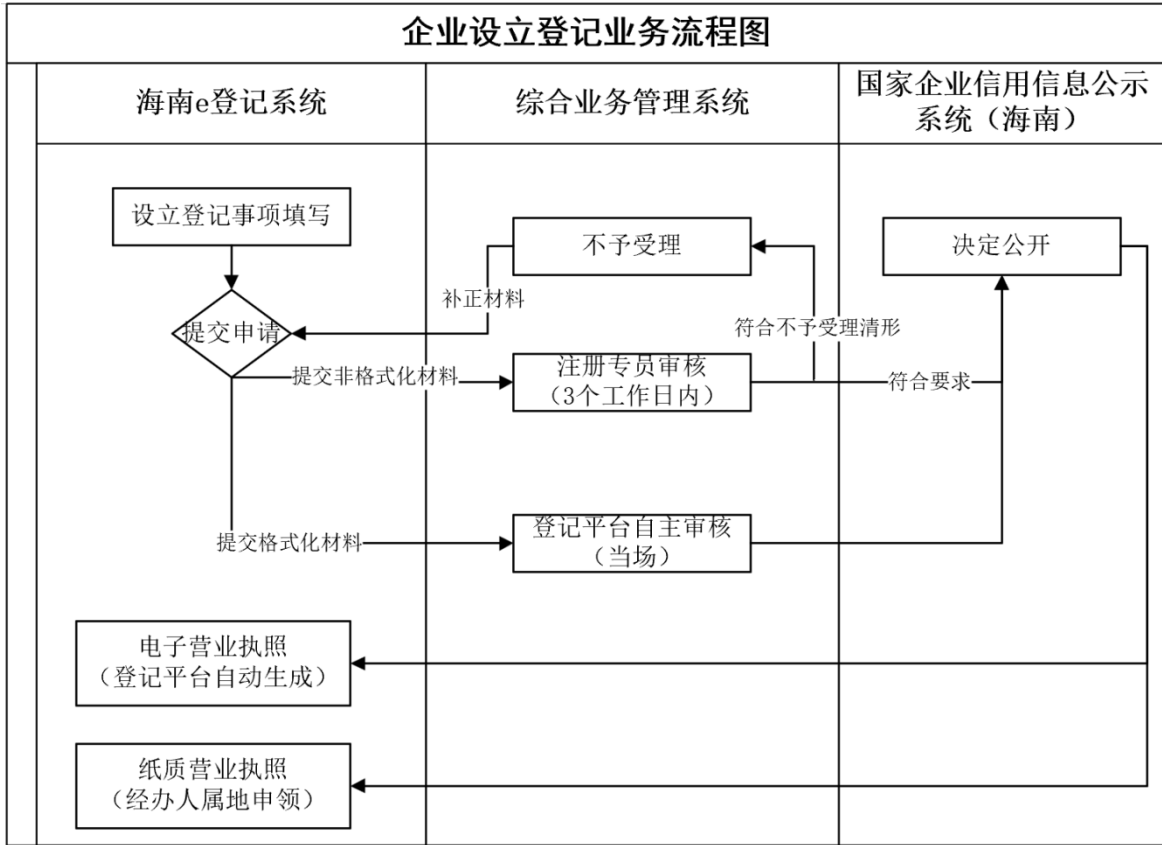 企业设立登记业务流程图
海南e登记系统
综合业务管理系统
国家企业信用信息公示
系统（海南）
设立登记事项填写
不予受理
决定公开
补正材料
提交申请
符合不予受理清形
提交非格式化材料
注册专员审核
（3个工作日内）
符合要求
提交格式化材料
登记平台自主审核
（当场）
电子营业执照
（登记平台自动生成）
纸质营业执照
（经办人属地申领）